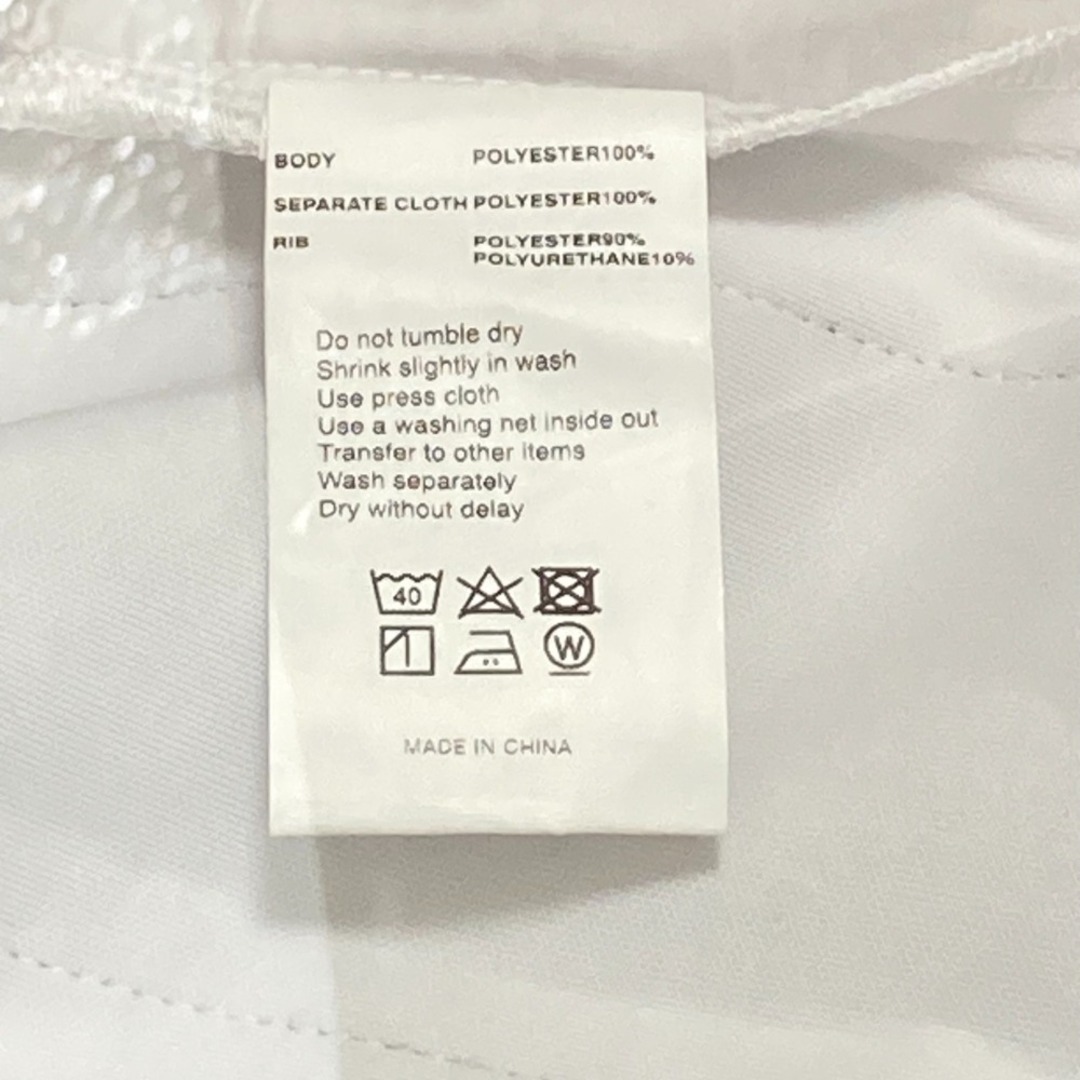 BODY POLYESTER100%
SEPARATE CLOTH POLYESTER100%
RIB POLYESTER90%
POLYURETHANE10%
Do not tumble dry
Shrink slightly in wash
Use press cloth
Use a washing net inside out
Transfer to other items
Wash separately
Dry without delay
40
W
MADE IN CHINA